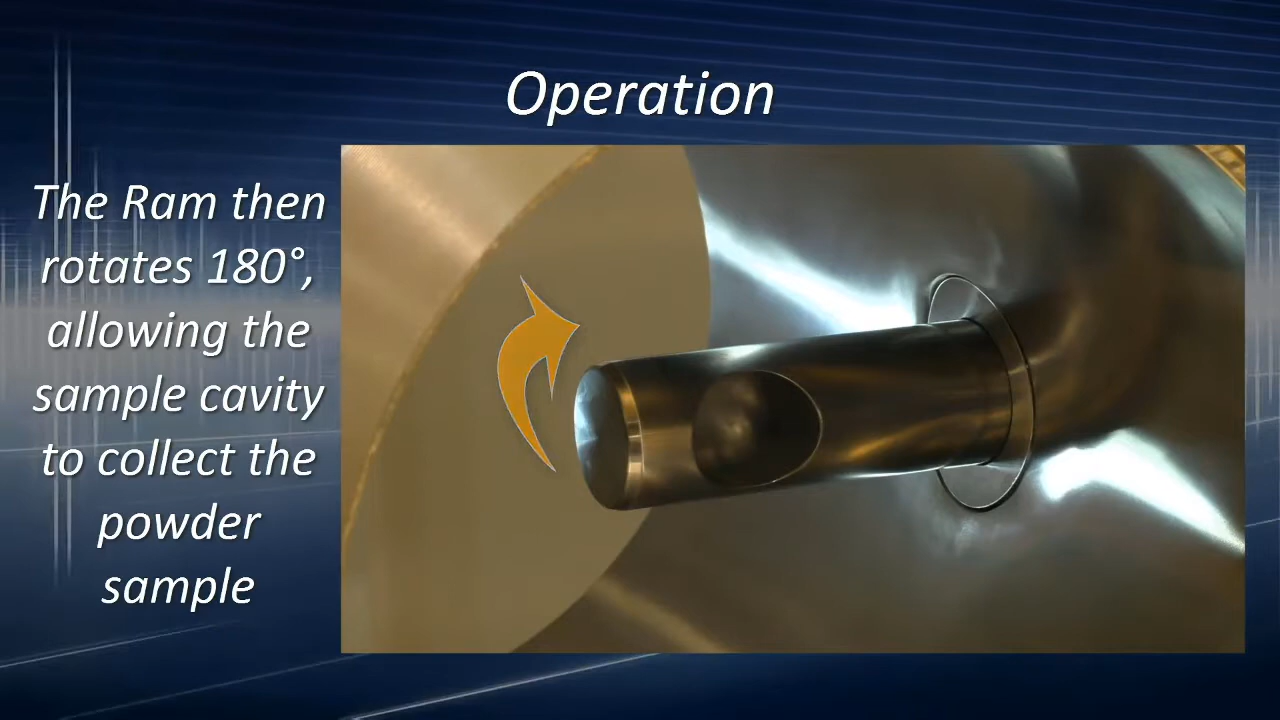 Operation
The Ram then
rotates 180°,
allowing the
sample cavity
to collect the
powder
sample